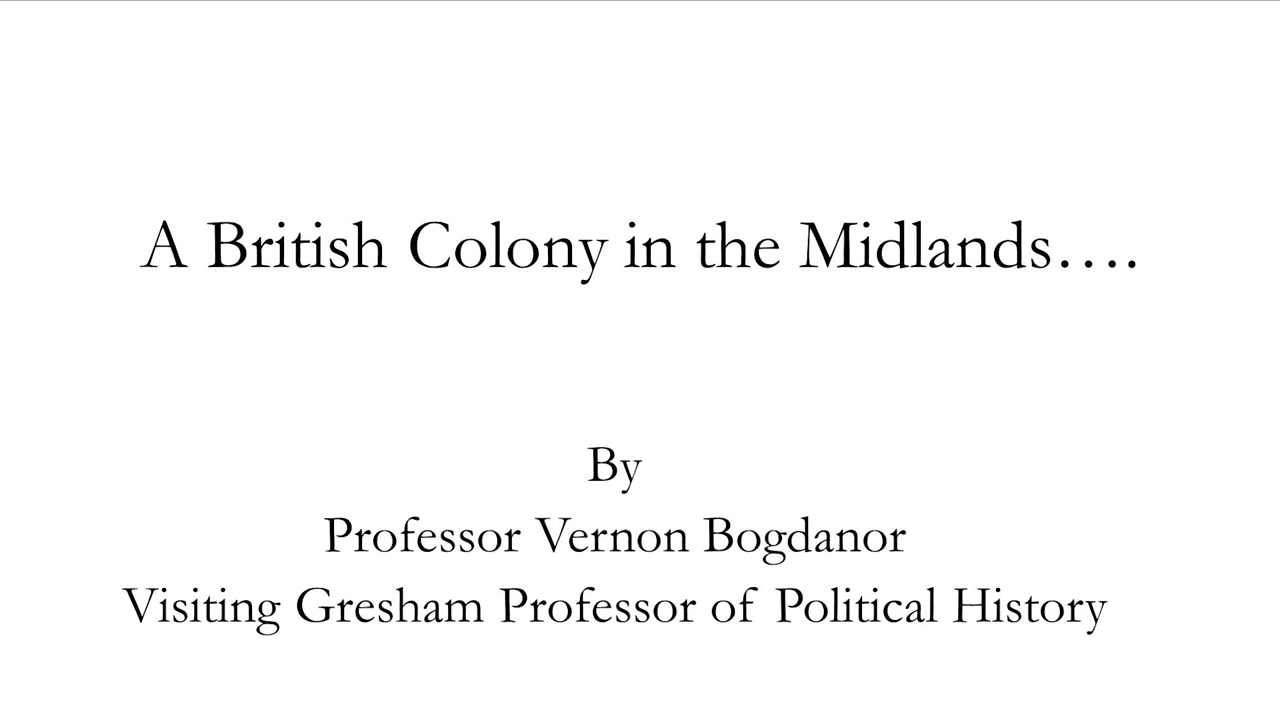 A British Colony in the Midlands….
By
Professor Vernon Bogdanor
Visiting Gresham Professor of Political History